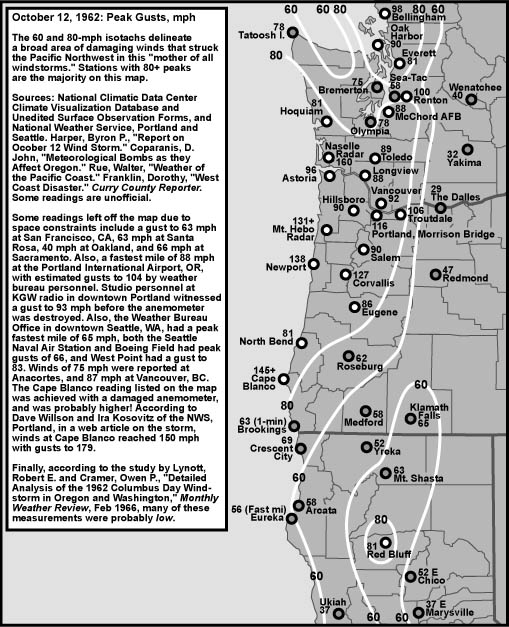 October 12, 1962: Peak Gusts, mph
The 60 and 80-mph isotachs delineate
a broad area of damaging winds that struck
the Pacific Northwest in this "mother of all
windstorms." Stations with 80+ peaks
are the majority on this map.
Sources: National Climatic Data Center
Climate Visualization Database and
Unedited Surface Observation Forms, and
National Weather Service, Portland and
Seattle. Harper, Byron P., "Report on
Ocober 12 Wind Storm." Coparanis, D.
John, "Meteorological Bombs as they
Affect Oregon." Rue, Walter, "Weather of
the Pacific Coast." Franklin, Dorothy, "West
Coast Disaster." Curry County Reporter.
Some readings are unofficial.
Some readings left off the map due to
space constraints include a gust to 63 mph
at San Francisco, CA, 63 mph at Santa
Rosa, 40 mph at Oakland, and 66 mph at
Sacramento. Also, a fastest mile of 88 mph
at the Portland International Airport, OR,
with estimated gusts to 104 by weather
bureau personnel. Studio personnel at
KGW radio in downtown Portland witnessed
a gust to 93 mph before the anemometer
was destroyed. Also, the Weather Bureau
Office in downtown Seattle, WA, had a peak
fastest mile of 65 mph, both the Seattle
Naval Air Station and Boeing Field had peak
gusts of 66, and West Point had a gust to
83. Winds of 75 mph were reported at
Anacortes, and 87 mph at Vancouver, BC.
The Cape Blanco reading listed on the map
was achieved with a damaged anemometer,
and was probably higher! According to
Dave Willson and Ira Kosovitz of the NWS,
Portland, in a web article on the storm,
winds at Cape Blanco reached 150 mph
with gusts to 179.
Finally, according to the study by Lynott,
Robert E. and Cramer, Owen P., "Detailed
Analysis of the 1962 Columbus Day Wind-
storm in Oregon and Washington," Monthly
Weather Review, Feb 1966, many of these
measurements were probably low.
60
60 80
80 60
98
Bellingham
78
Tatoosh I.
Oak
Harbor
90
80
Everett
81
Sea-Tac
58
75
Bremerton
100
Renton
Wenatchee
40
81
Hoquiam
88
McChord AFB
78
Olympia
Naselle
Radar
160
89
Toledo
32
Yakima
96
Astoria
Longview
88
Vancouver
92
29
The Dalles
Hillsboro
90
106
Troutdale
116
Portland, Morrison Bridge
131+
Mt. Hebo
Radar
90
Salem
138
Newport
127
Corvallis
47
Redmond
86
Eugene
81
North Bend
62
Roseburg
145+
Cape
Blanco
60
80
58
Medford
Klamath
Falls
65
63 (1-min)
Brookings
69
Crescent
City
52
Yreka
63
Mt. Shasta
60
58
Arcata
56 (Fast mi)
Eureka
80
81
Red Bluff
60
52 E
Chico
Ukiah
37
60
60
37 E
Marysville